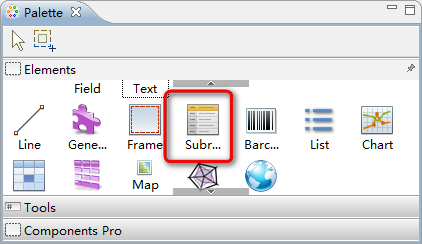 Palette
Elements
Field Text
Line Gene... Frame Subr... Barc... List Chart
Map
Tools
Components Pro